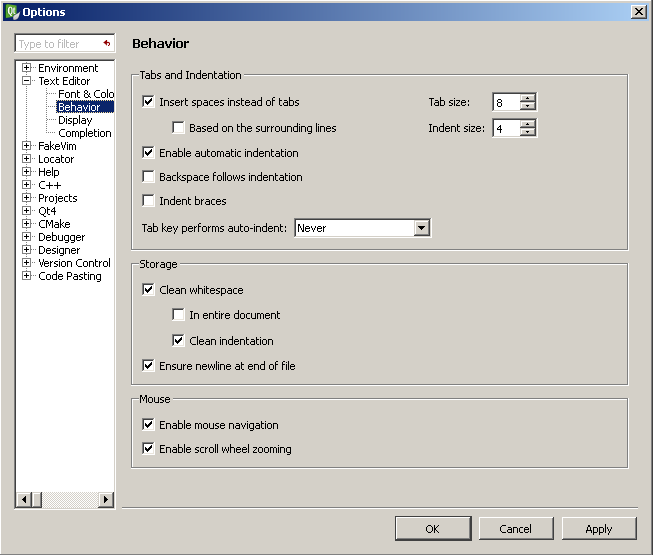 Options
Type to filter
Behavior
Environment
Text Editor
Font & Colo
Behavior
Display
Completion
FakeVim
Locator
Help
C++
Projects
Qt4
CMake
Debugger
Designer
Version Control
Code Pasting
Tabs and Indentation
Insert spaces instead of tabs
Tab size: 8
Based on the surrounding lines
Indent size: 4
Enable automatic indentation
Backspace follows indentation
Indent braces
Tab key performs auto-indent: Never
Storage
Clean whitespace
In entire document
Clean indentation
Ensure newline at end of file
Mouse
Enable mouse navigation
Enable scroll wheel zooming
OK Cancel Apply